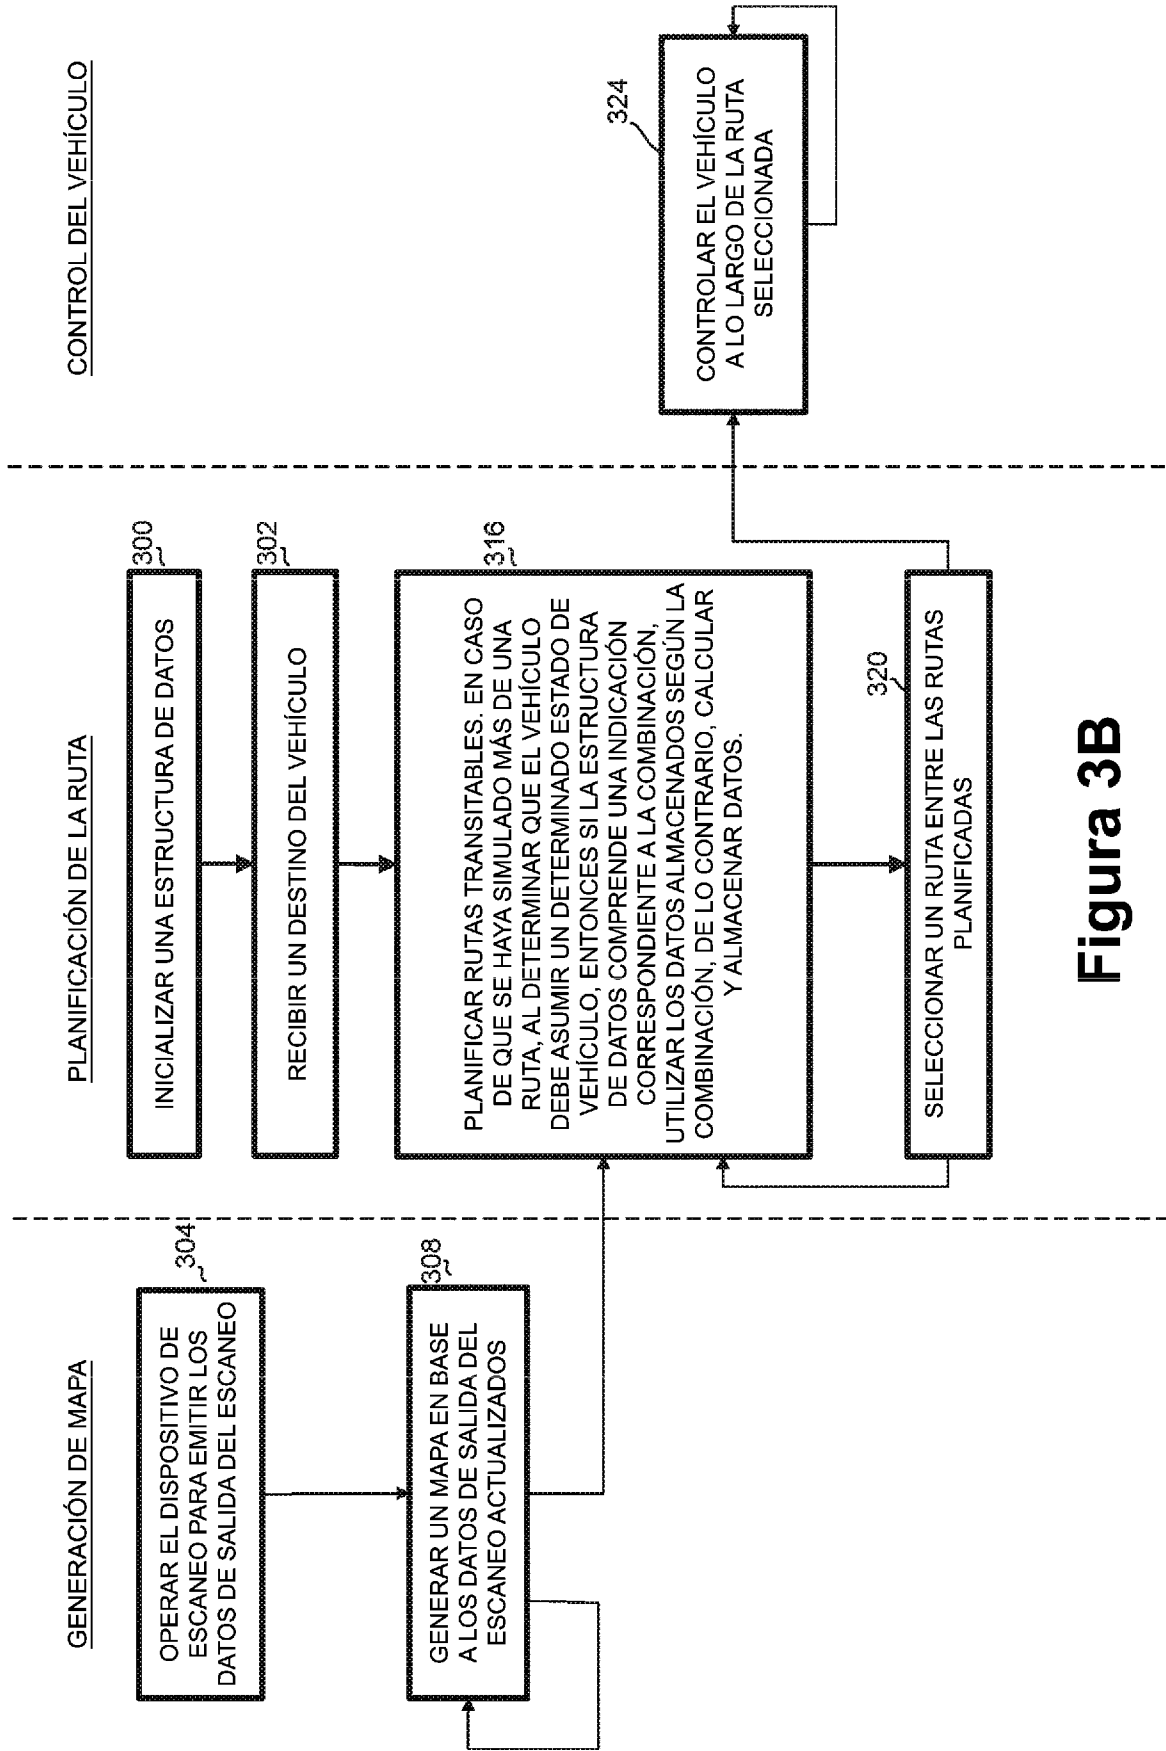 GENERACIÓN DE MAPA
304
OPERAR EL DISPOSITIVO DE
ESCANEO PARA EMITIR LOS
DATOS DE SALIDA DEL ESCANEO
308
GENERAR UN MAPA EN BASE
A LOS DATOS DE SALIDA DEL
ESCANEO ACTUALIZADOS
PLANIFICACIÓN DE LA RUTA
300
INICIALIZAR UNA ESTRUCTURA DE DATOS
302
RECIBIR UN DESTINO DEL VEHÍCULO
316
PLANIFICAR RUTAS TRANSITABLES. EN CASO
DE QUE SE HAYA SIMULADO MÁS DE UNA
RUTA, AL DETERMINAR QUE EL VEHÍCULO
DEBE ASUMIR UN DETERMINADO ESTADO DE
VEHÍCULO, ENTONCES SI LA ESTRUCTURA
DE DATOS COMPRENDE UNA INDICACIÓN
CORRESPONDIENTE A LA COMBINACIÓN,
UTILIZAR LOS DATOS ALMACENADOS SEGÚN LA
COMBINACIÓN, DE LO CONTRARIO, CALCULAR
Y ALMACENAR DATOS.
320
SELECCIONAR UN RUTA ENTRE LAS RUTAS
PLANIFICADAS
CONTROL DEL VEHÍCULO
324
CONTROLAR EL VEHÍCULO
A LO LARGO DE LA RUTA
SELECCIONADA
Figura 3B